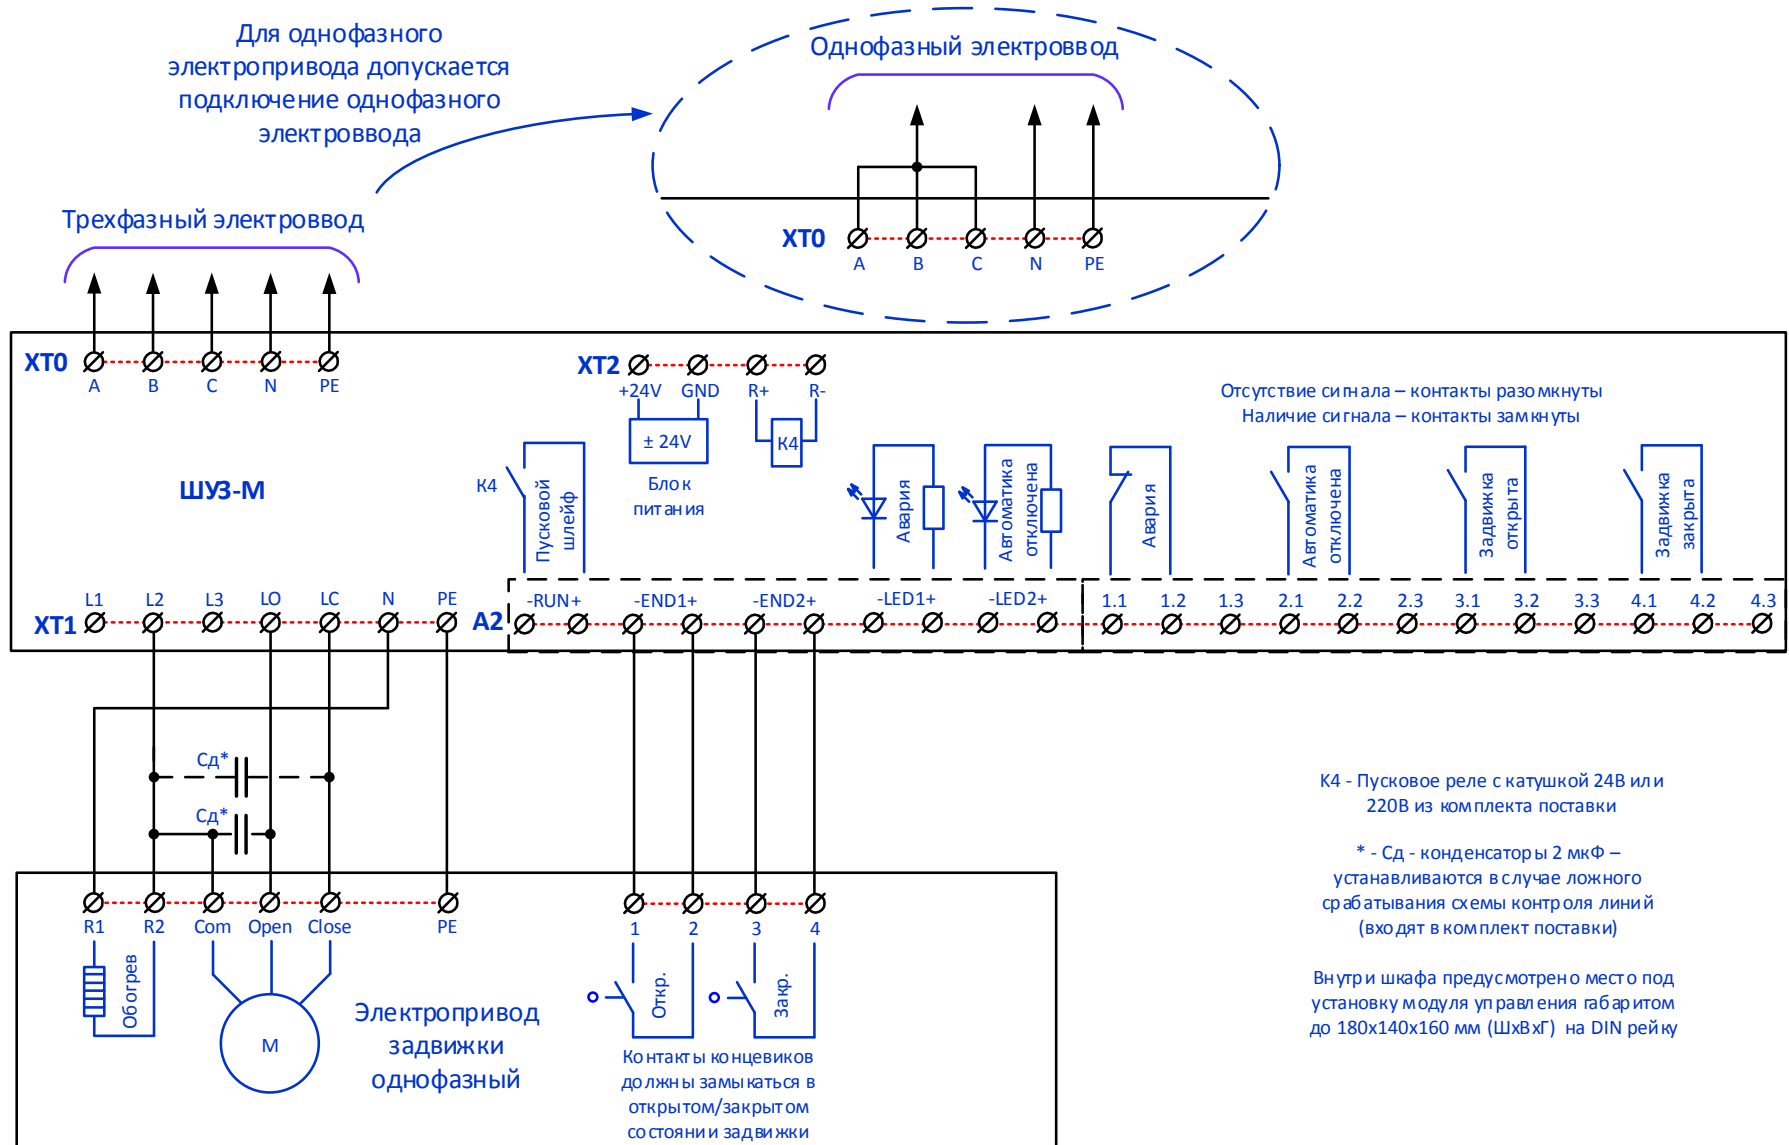 Для однофазного
электропривода допускается
подключение однофазного
электроввода
Однофазный электроввод
XT0
A B C N PE
Трехфазный электроввод
XT0
A B C N PE
XT2
+24V GND R+ R-
± 24V
К4
Блок
питания
Отсутствие сигнала – контакты разомкнуты
Наличие сигнала – контакты замкнуты
ШУЗ-М
К4
Пусковой
шлейф
Авария
Автоматика
отключена
Авария
Автоматика
отключена
Задвижка
открыта
Задвижка
закрыта
XT1
L1 L2 L3 LO LC N PE
A2
-RUN+ -END1+ -END2+ -LED1+ -LED2+
1.1 1.2 1.3 2.1 2.2 2.3 3.1 3.2 3.3 4.1 4.2 4.3
Сд*
Сд*
R1 R2 Com Open Close PE
1 2 3 4
Обогрев
М
Электропривод
задвижки
однофазный
Откр.
Закр.
Контакты концевиков
должны замыкаться в
открытом/закрытом
состоянии задвижки
К4 - Пусковое реле с катушкой 24В или
220В из комплекта поставки
* - Сд - конденсаторы 2 мкФ –
устанавливаются в случае ложного
срабатывания схемы контроля линий
(входят в комплект поставки)
Внутри шкафа предусмотрено место под
установку модуля управления габаритом
до 180х140х160 мм (ШхВхГ) на DIN рейку